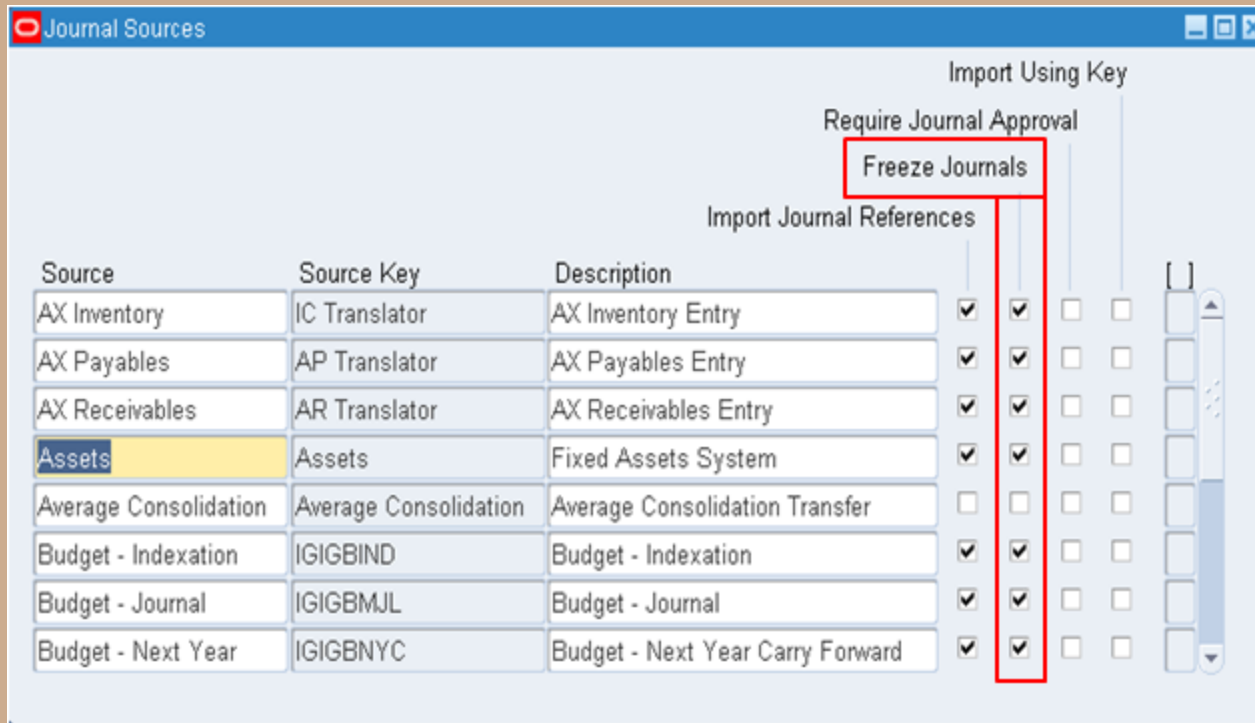 Journal Sources
Import Using Key
Require Journal Approval
Freeze Journals
Import Journal References
Source Source Key Description [ ]
AX Inventory IC Translator AX Inventory Entry
AX Payables AP Translator AX Payables Entry
AX Receivables AR Translator AX Receivables Entry
Assets Assets Fixed Assets System
Average Consolidation Average Consolidation Average Consolidation Transfer
Budget - Indexation IGIGBIND Budget - Indexation
Budget - Journal IGIGBMJL Budget - Journal
Budget - Next Year IGIGBNYC Budget - Next Year Carry Forward